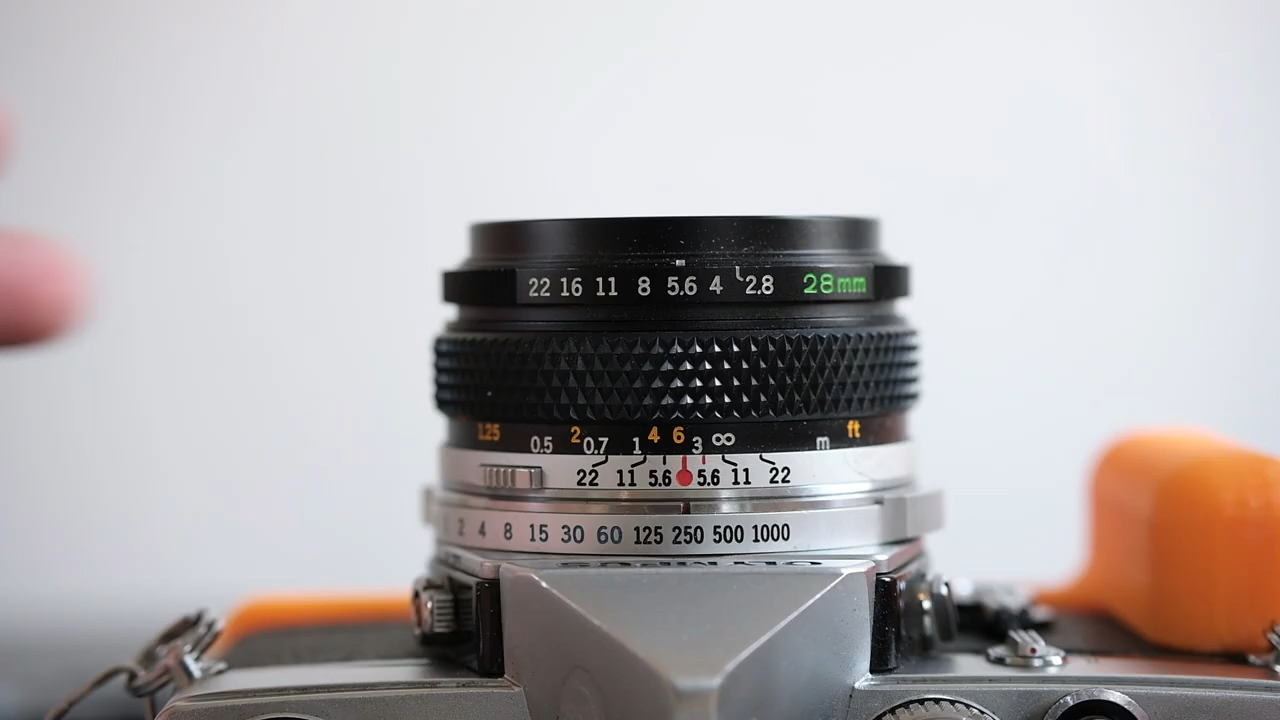 22 16 11 8 5.6 4 2.8 28mm
1.25 2 4 6 ft
0.5 0.7 1 3 ∞ m
22 11 5.6 5.6 11 22
2 4 8 15 30 60 125 250 500 1000
OLYMPUS